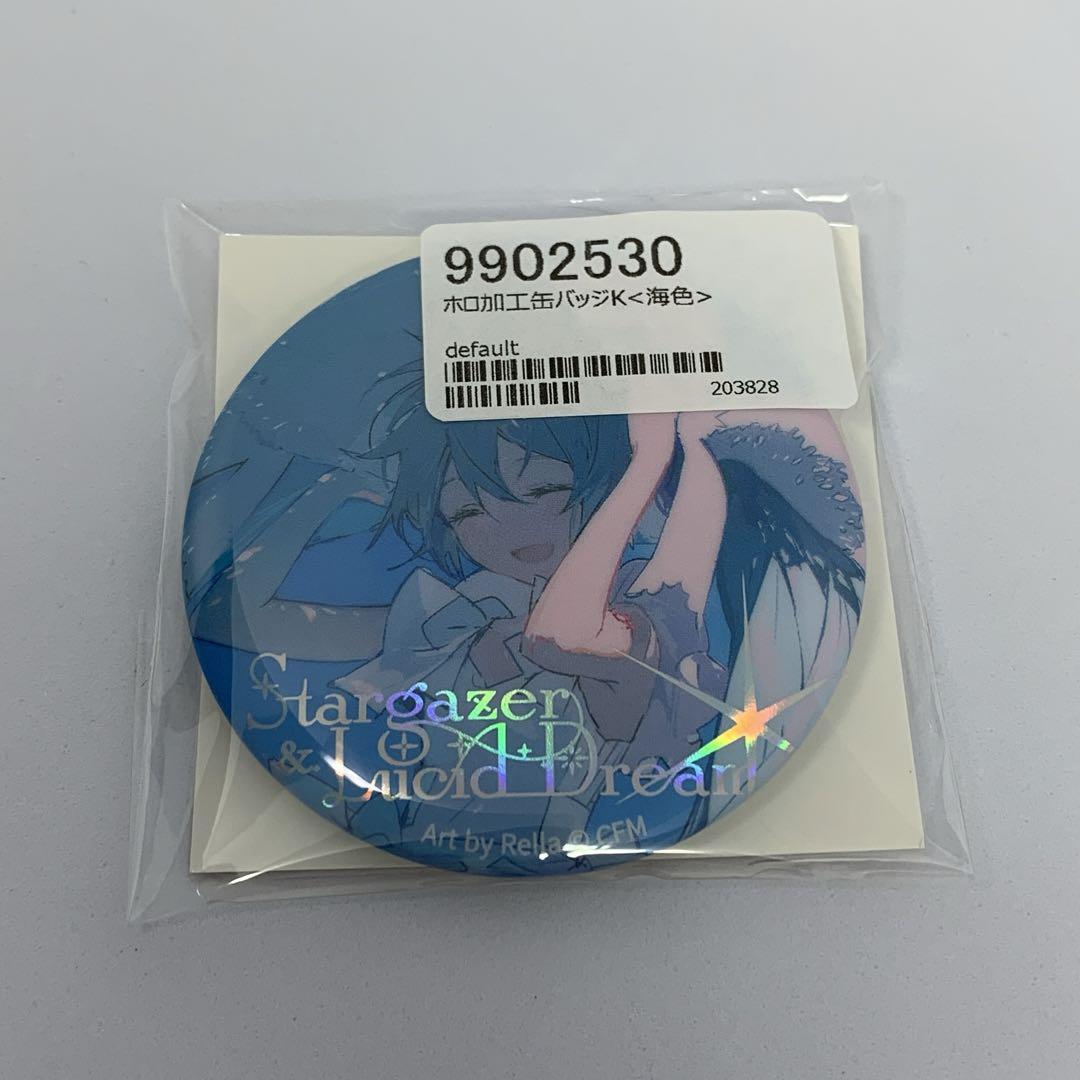 9902530
ホロ加工缶バッジK<海色>
default
203828
Stargazer
& Lucid Dream
Art by Rella © CFM